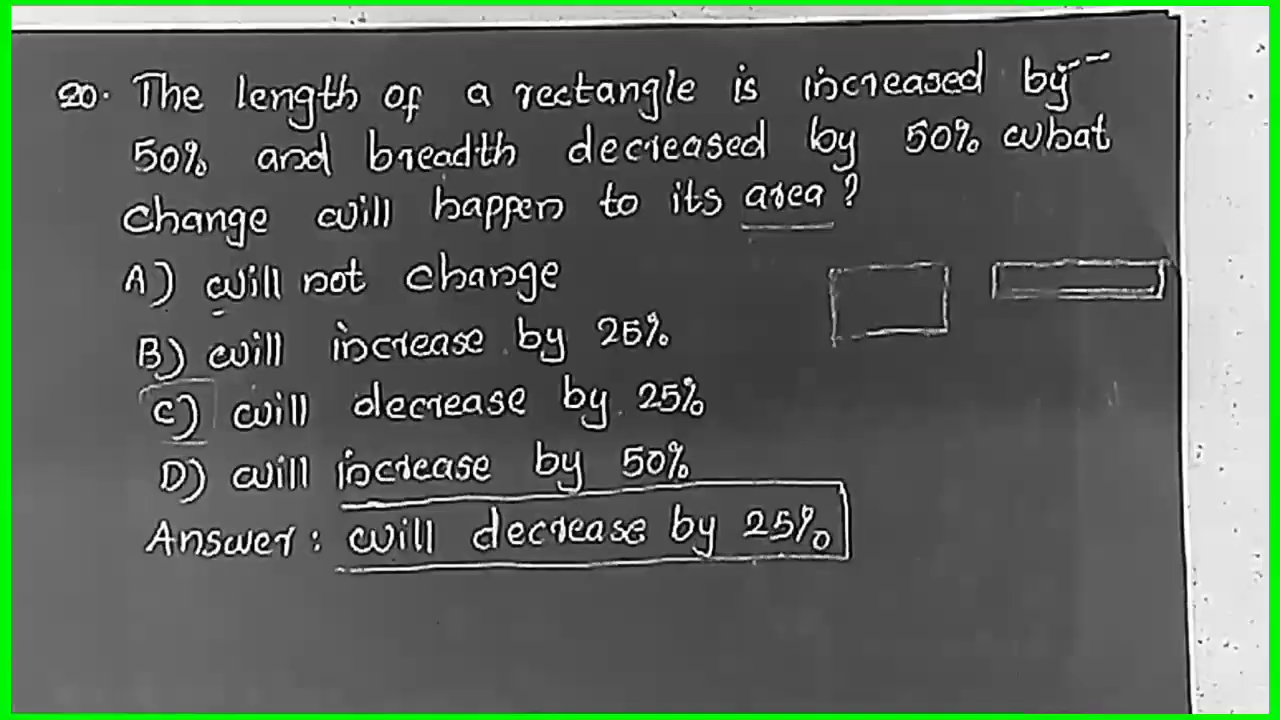 20. The length of a rectangle is increased by
50% and breadth decreased by 50% what
change will happen to its area?
A) will not change
B) will increase by 25%
C) will decrease by 25%
D) will increase by 50%
Answer: will decrease by 25%